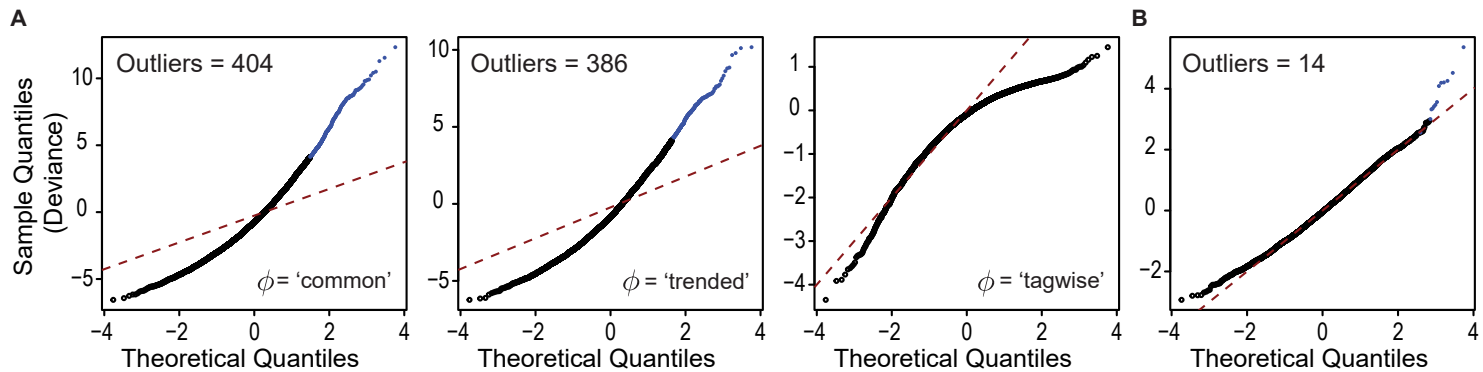 A
B
Outliers = 404
Outliers = 386
Outliers = 14
Sample Quantiles
(Deviance)
10
5
0
−5
10
5
0
−5
1
0
−1
−2
−3
−4
4
2
0
−2
ϕ = ‘common’
ϕ = ‘trended’
ϕ = ‘tagwise’
−4 −2 0 2 4
−4 −2 0 2 4
−4 −2 0 2 4
−4 −2 0 2 4
Theoretical Quantiles
Theoretical Quantiles
Theoretical Quantiles
Theoretical Quantiles